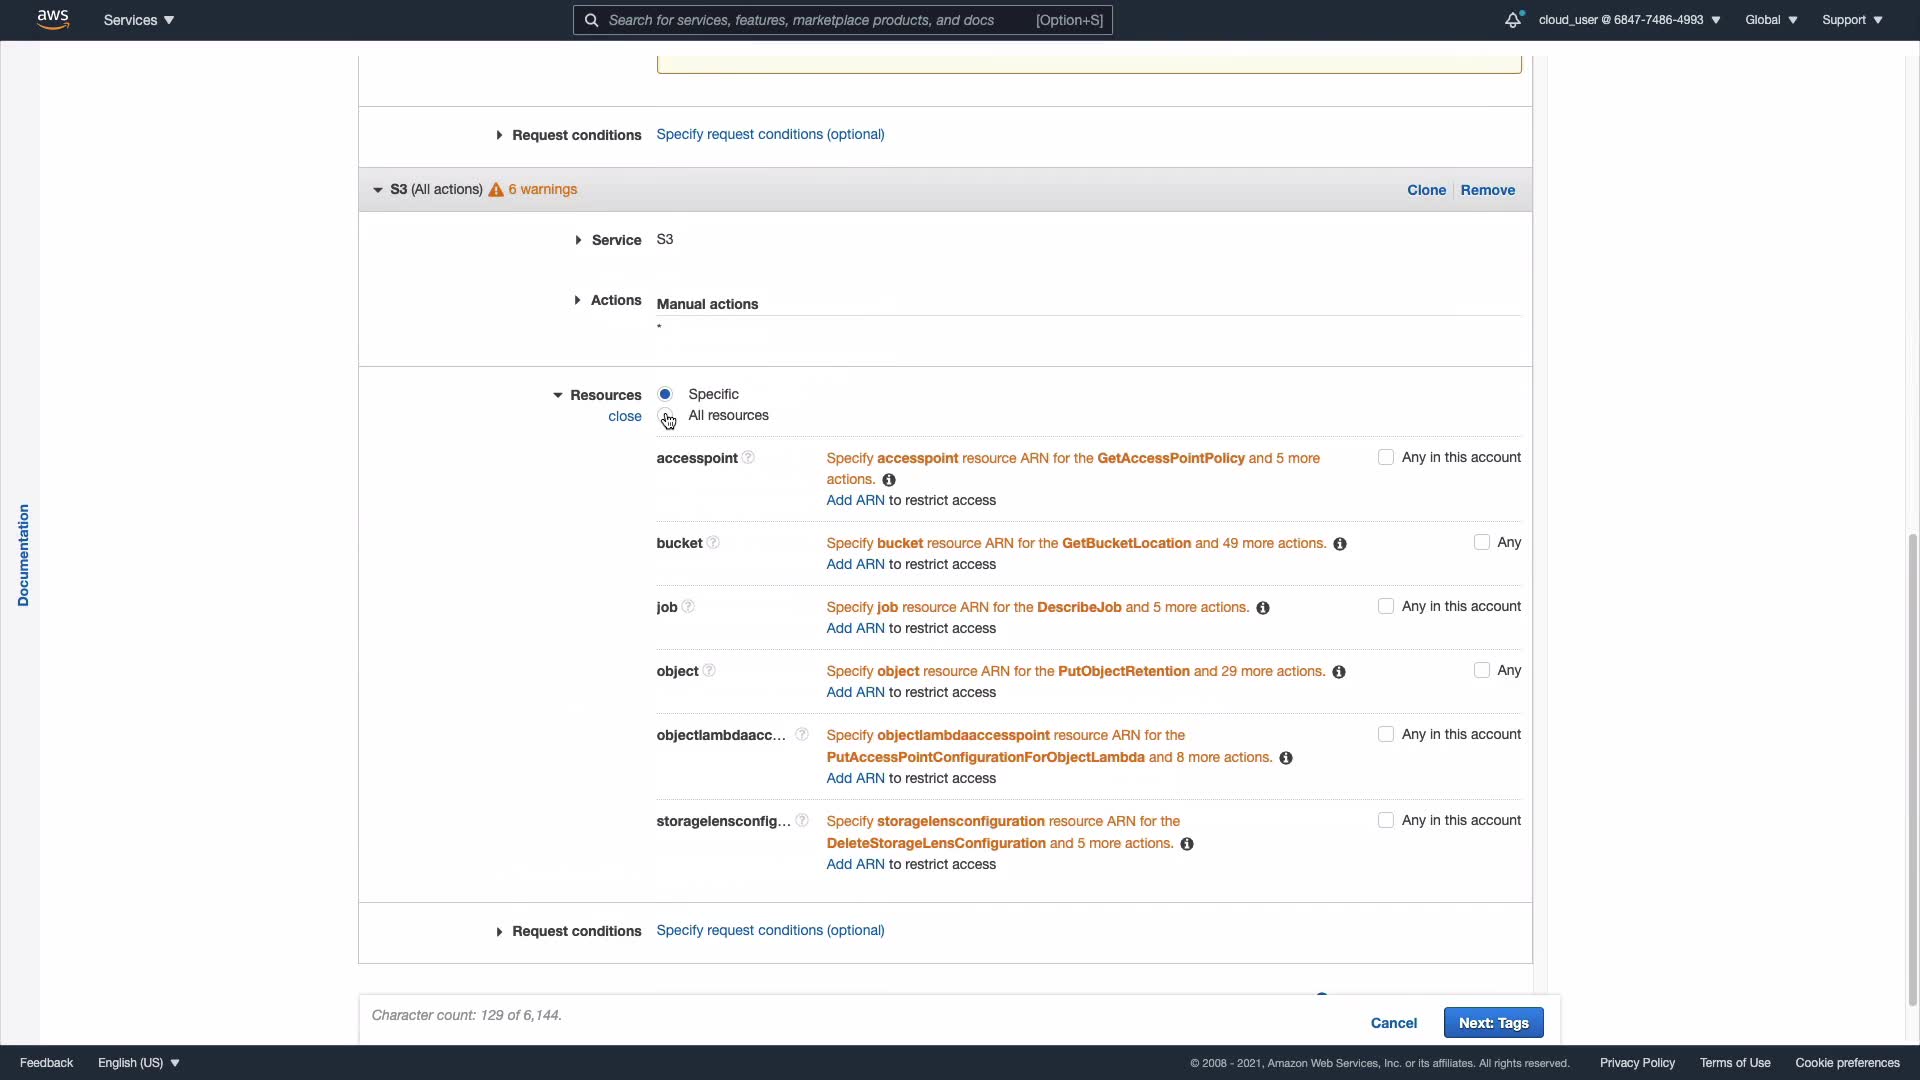 aws Services Search for services, features, marketplace products, and docs [Option+S] cloud_user @ 6847-7486-4993 Global Support
Request conditions Specify request conditions (optional)
S3 (All actions) 6 warnings Clone Remove
Service S3
Actions Manual actions
*
Resources Specific
close All resources
accesspoint Specify accesspoint resource ARN for the GetAccessPointPolicy and 5 more Any in this account
actions.
Add ARN to restrict access
bucket Specify bucket resource ARN for the GetBucketLocation and 49 more actions. Any
Add ARN to restrict access
job Specify job resource ARN for the DescribeJob and 5 more actions. Any in this account
Add ARN to restrict access
object Specify object resource ARN for the PutObjectRetention and 29 more actions. Any
Add ARN to restrict access
objectlambdaacc... Specify objectlambdaaccesspoint resource ARN for the Any in this account
PutAccessPointConfigurationForObjectLambda and 8 more actions.
Add ARN to restrict access
storagelensconfig... Specify storagelensconfiguration resource ARN for the Any in this account
DeleteStorageLensConfiguration and 5 more actions.
Add ARN to restrict access
Request conditions Specify request conditions (optional)
Documentation
Character count: 129 of 6,144. Cancel Next: Tags
Feedback English (US) © 2008 - 2021, Amazon Web Services, Inc. or its affiliates. All rights reserved. Privacy Policy Terms of Use Cookie preferences